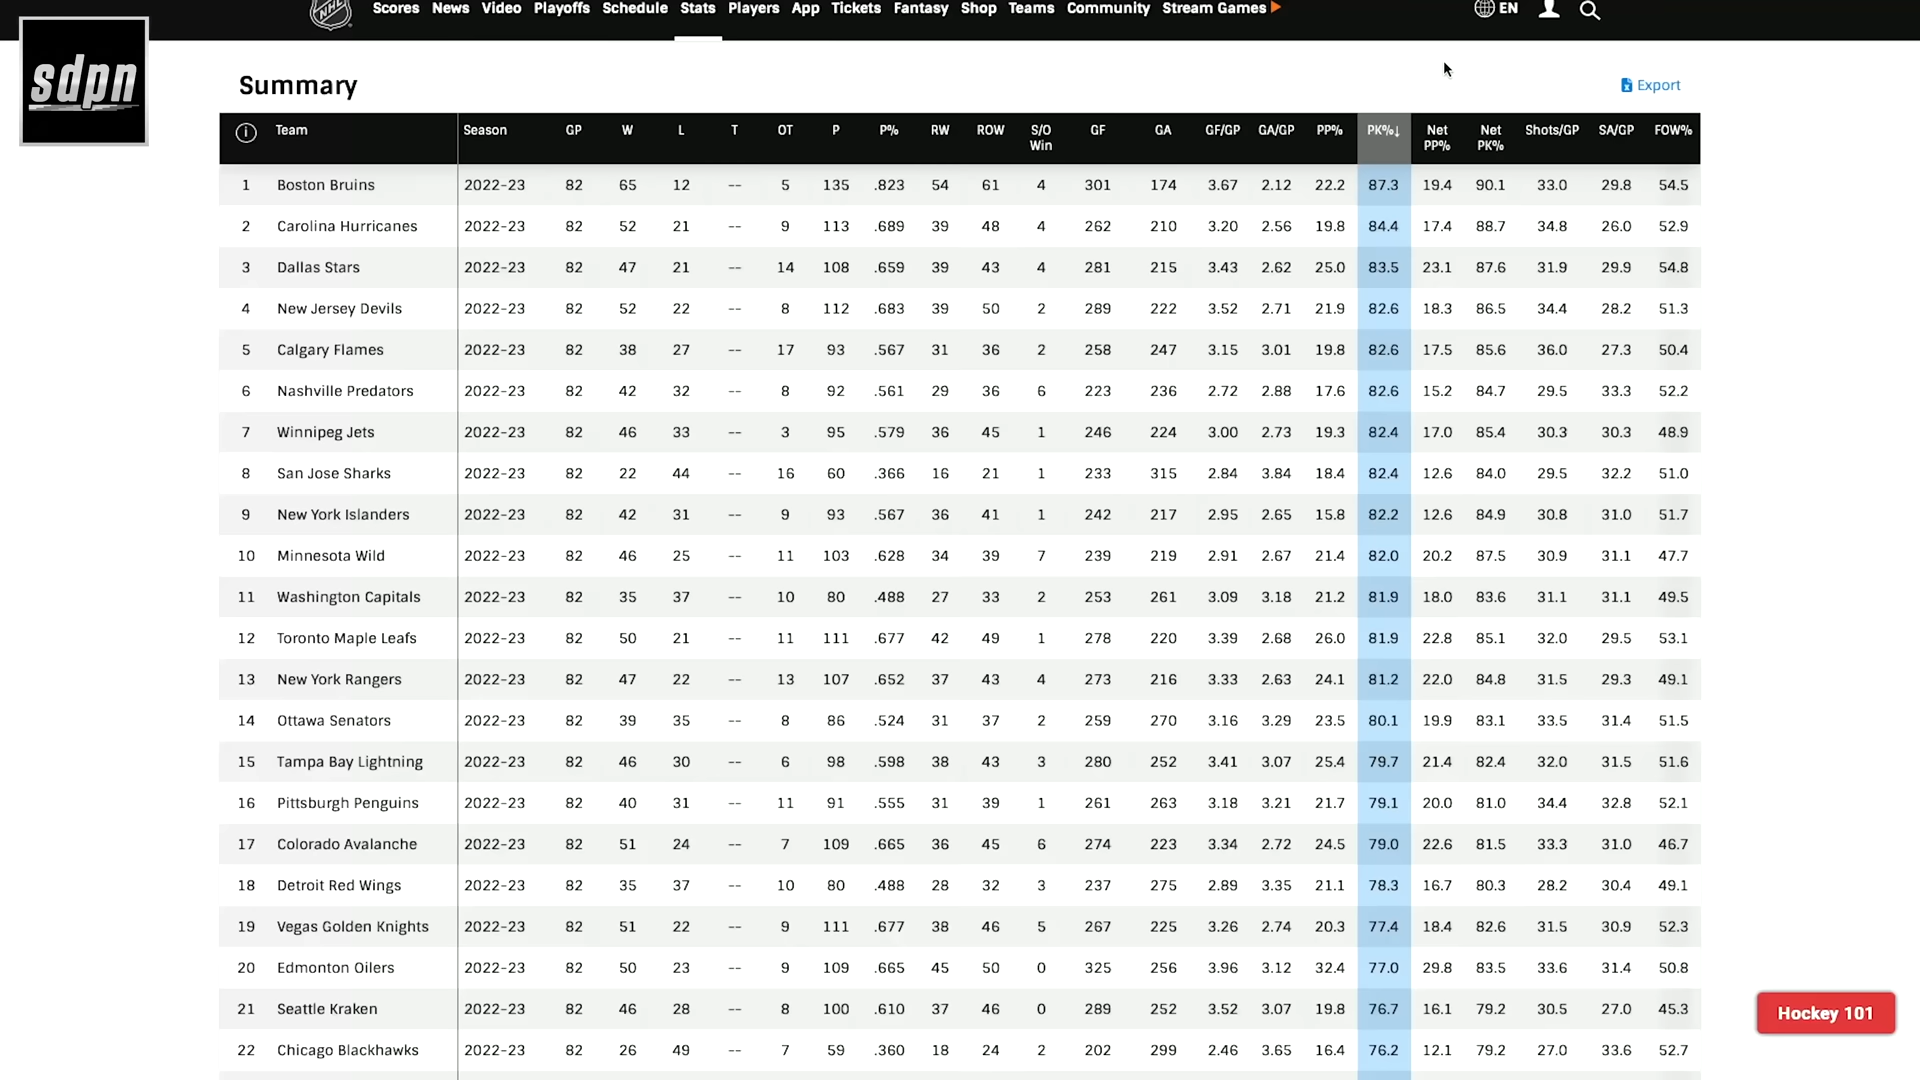 NHL Scores News Video Playoffs Schedule Stats Players App Tickets Fantasy Shop Teams Community Stream Games EN
sdpn
Summary Export
i Team Season GP W L T OT P P% RW ROW S/O Win GF GA GF/GP GA/GP PP% PK%↓ Net PP% Net PK% Shots/GP SA/GP FOW%
1 Boston Bruins 2022-23 82 65 12 -- 5 135 .823 54 61 4 301 174 3.67 2.12 22.2 87.3 19.4 90.1 33.0 29.8 54.5
2 Carolina Hurricanes 2022-23 82 52 21 -- 9 113 .689 39 48 4 262 210 3.20 2.56 19.8 84.4 17.4 88.7 34.8 26.0 52.9
3 Dallas Stars 2022-23 82 47 21 -- 14 108 .659 39 43 4 281 215 3.43 2.62 25.0 83.5 23.1 87.6 31.9 29.9 54.8
4 New Jersey Devils 2022-23 82 52 22 -- 8 112 .683 39 50 2 289 222 3.52 2.71 21.9 82.6 18.3 86.5 34.4 28.2 51.3
5 Calgary Flames 2022-23 82 38 27 -- 17 93 .567 31 36 2 258 247 3.15 3.01 19.8 82.6 17.5 85.6 36.0 27.3 50.4
6 Nashville Predators 2022-23 82 42 32 -- 8 92 .561 29 36 6 223 236 2.72 2.88 17.6 82.6 15.2 84.7 29.5 33.3 52.2
7 Winnipeg Jets 2022-23 82 46 33 -- 3 95 .579 36 45 1 246 224 3.00 2.73 19.3 82.4 17.0 85.4 30.3 30.3 48.9
8 San Jose Sharks 2022-23 82 22 44 -- 16 60 .366 16 21 1 233 315 2.84 3.84 18.4 82.4 12.6 84.0 29.5 32.2 51.0
9 New York Islanders 2022-23 82 42 31 -- 9 93 .567 36 41 1 242 217 2.95 2.65 15.8 82.2 12.6 84.9 30.8 31.0 51.7
10 Minnesota Wild 2022-23 82 46 25 -- 11 103 .628 34 39 7 239 219 2.91 2.67 21.4 82.0 20.2 87.5 30.9 31.1 47.7
11 Washington Capitals 2022-23 82 35 37 -- 10 80 .488 27 33 2 253 261 3.09 3.18 21.2 81.9 18.0 83.6 31.1 31.1 49.5
12 Toronto Maple Leafs 2022-23 82 50 21 -- 11 111 .677 42 49 1 278 220 3.39 2.68 26.0 81.9 22.8 85.1 32.0 29.5 53.1
13 New York Rangers 2022-23 82 47 22 -- 13 107 .652 37 43 4 273 216 3.33 2.63 24.1 81.2 22.0 84.8 31.5 29.3 49.1
14 Ottawa Senators 2022-23 82 39 35 -- 8 86 .524 31 37 2 259 270 3.16 3.29 23.5 80.1 19.9 83.1 33.5 31.4 51.5
15 Tampa Bay Lightning 2022-23 82 46 30 -- 6 98 .598 38 43 3 280 252 3.41 3.07 25.4 79.7 21.4 82.4 32.0 31.5 51.6
16 Pittsburgh Penguins 2022-23 82 40 31 -- 11 91 .555 31 39 1 261 263 3.18 3.21 21.7 79.1 20.0 81.0 34.4 32.8 52.1
17 Colorado Avalanche 2022-23 82 51 24 -- 7 109 .665 36 45 6 274 223 3.34 2.72 24.5 79.0 22.6 81.5 33.3 31.0 46.7
18 Detroit Red Wings 2022-23 82 35 37 -- 10 80 .488 28 32 3 237 275 2.89 3.35 21.1 78.3 16.7 80.3 28.2 30.4 49.1
19 Vegas Golden Knights 2022-23 82 51 22 -- 9 111 .677 38 46 5 267 225 3.26 2.74 20.3 77.4 18.4 82.6 31.5 30.9 52.3
20 Edmonton Oilers 2022-23 82 50 23 -- 9 109 .665 45 50 0 325 256 3.96 3.12 32.4 77.0 29.8 83.5 33.6 31.4 50.8
21 Seattle Kraken 2022-23 82 46 28 -- 8 100 .610 37 46 0 289 252 3.52 3.07 19.8 76.7 16.1 79.2 30.5 27.0 45.3
22 Chicago Blackhawks 2022-23 82 26 49 -- 7 59 .360 18 24 2 202 299 2.46 3.65 16.4 76.2 12.1 79.2 27.0 33.6 52.7
Hockey 101